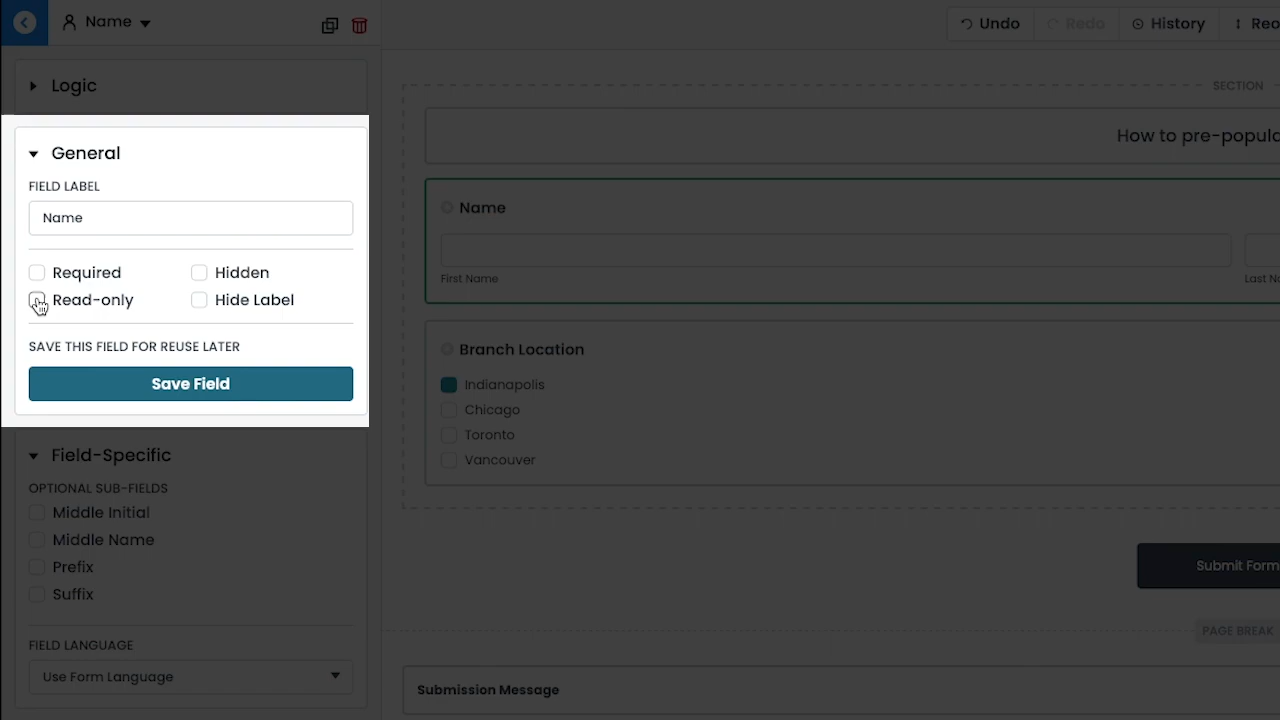 Name
Undo
Redo
History
Logic
SECTION
General
FIELD LABEL
Name
Required
Hidden
Read-only
Hide Label
SAVE THIS FIELD FOR REUSE LATER
Save Field
Field-Specific
OPTIONAL SUB-FIELDS
Middle Initial
Middle Name
Prefix
Suffix
FIELD LANGUAGE
Use Form Language
How to pre-popula
Name
First Name
Last Na
Branch Location
Indianapolis
Chicago
Toronto
Vancouver
Submit Form
PAGE BREAK
Submission Message